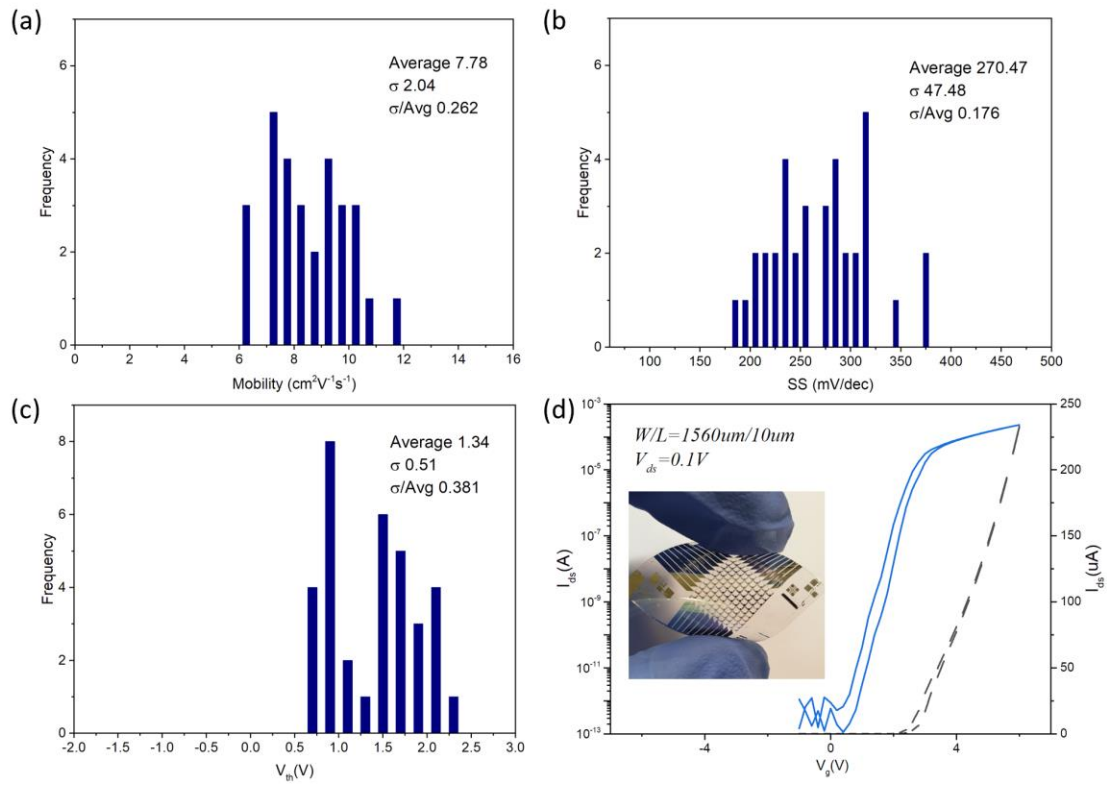 (a)
6
4
2
0
Frequency
Average 7.78
σ 2.04
σ/Avg 0.262
0 2 4 6 8 10 12 14 16
Mobility (cm²V⁻¹s⁻¹)
(b)
6
4
2
0
Frequency
Average 270.47
σ 47.48
σ/Avg 0.176
100 150 200 250 300 350 400 450 500
SS (mV/dec)
(c)
8
6
4
2
0
Frequency
Average 1.34
σ 0.51
σ/Avg 0.381
-2.0 -1.5 -1.0 -0.5 0.0 0.5 1.0 1.5 2.0 2.5 3.0
Vth(V)
(d)
10⁻³
10⁻⁵
10⁻⁷
10⁻⁹
10⁻¹¹
10⁻¹³
Ids(A)
W/L=1560um/10um
Vds=0.1V
250
200
150
100
50
0
Ids(uA)
-4 0 4
Vg(V)